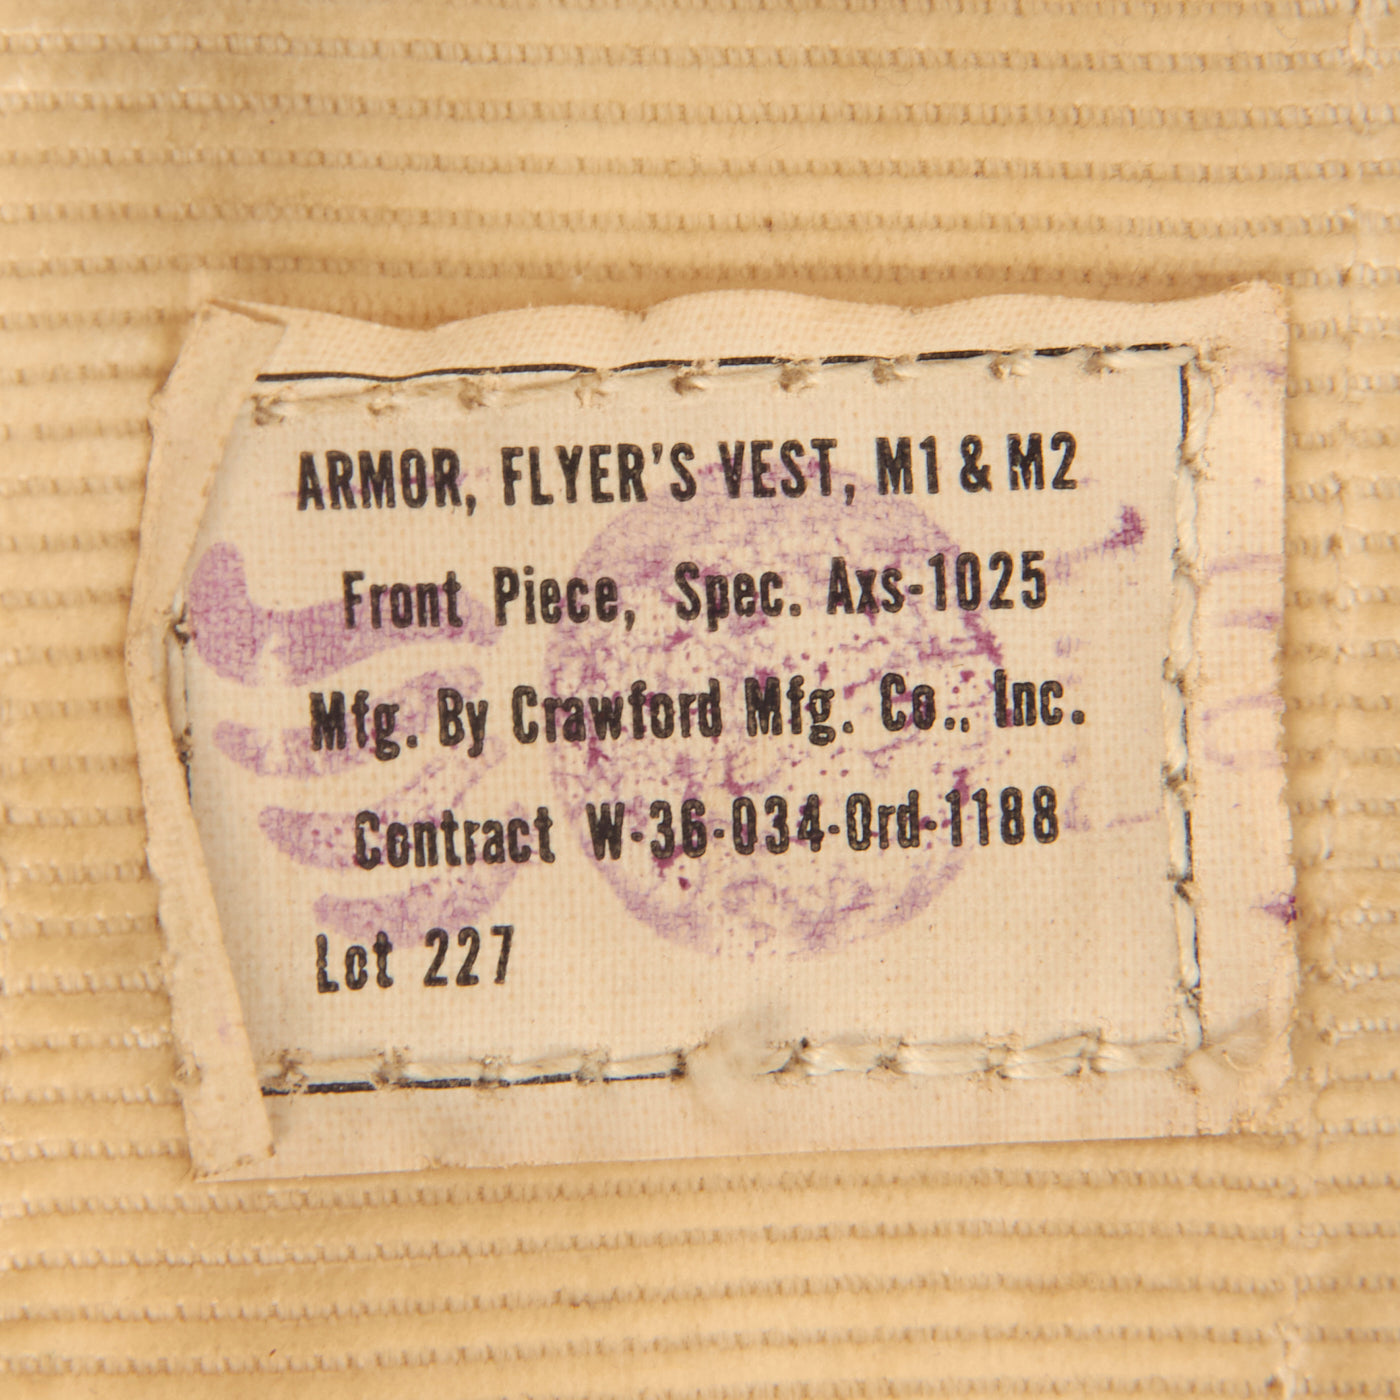 ARMOR, FLYER'S VEST, M1 & M2
Front Piece, Spec. Axs-1025
Mfg. By Crawford Mfg. Co., Inc.
Contract W-36-034-Ord-1188
Lot 227